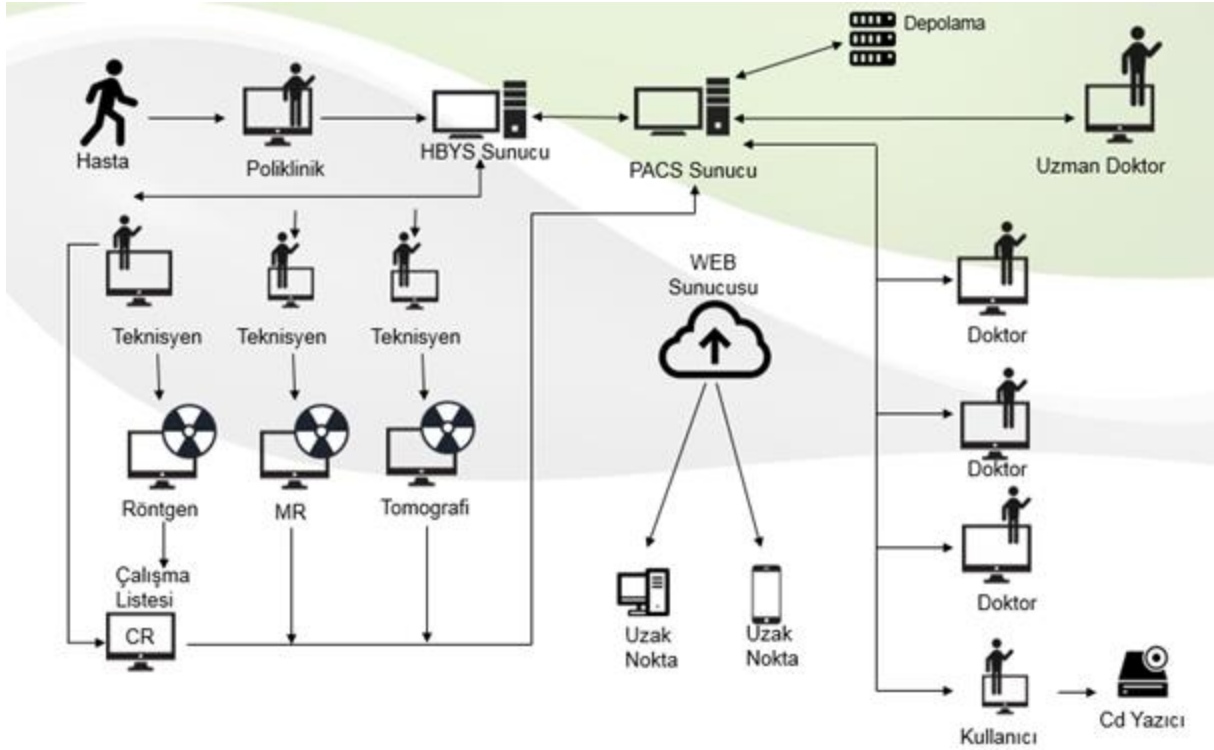 Depolama
Hasta
Poliklinik
HBYS Sunucu
PACS Sunucu
Uzman Doktor
WEB
Sunucusu
Teknisyen
Teknisyen
Teknisyen
Doktor
Doktor
Röntgen
MR
Tomografi
Çalışma
Listesi
CR
Doktor
Uzak
Nokta
Uzak
Nokta
Kullanıcı
Cd Yazıcı